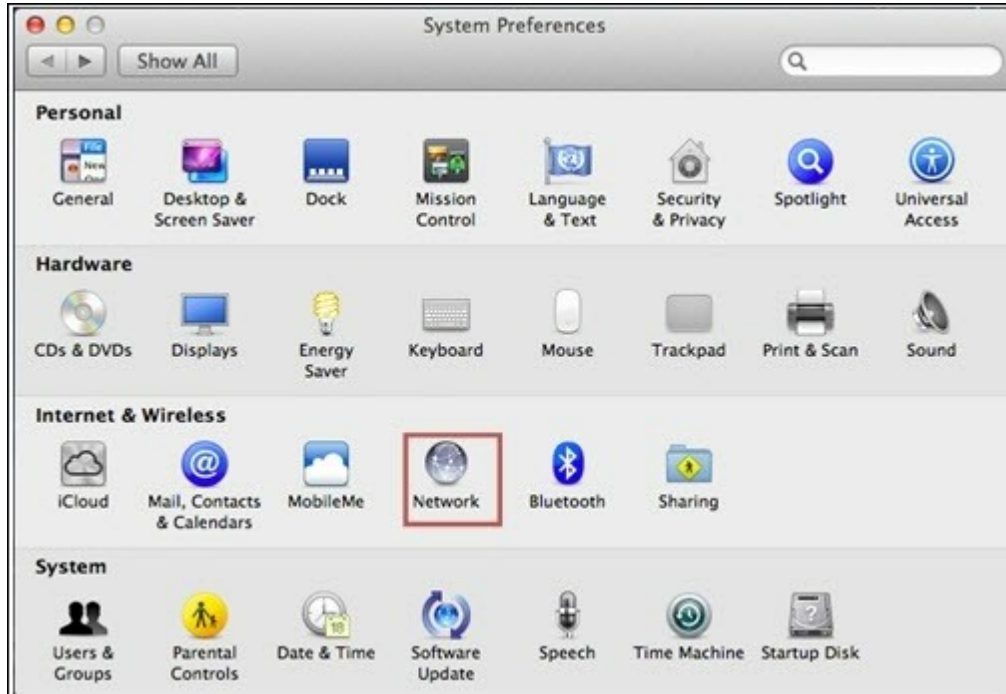 System Preferences
Show All
Personal
General
Desktop &
Screen Saver
Dock
Mission
Control
Language
& Text
Security
& Privacy
Spotlight
Universal
Access
Hardware
CDs & DVDs
Displays
Energy
Saver
Keyboard
Mouse
Trackpad
Print & Scan
Sound
Internet & Wireless
iCloud
Mail, Contacts
& Calendars
MobileMe
Network
Bluetooth
Sharing
System
Users &
Groups
Parental
Controls
Date & Time
Software
Update
Speech
Time Machine
Startup Disk